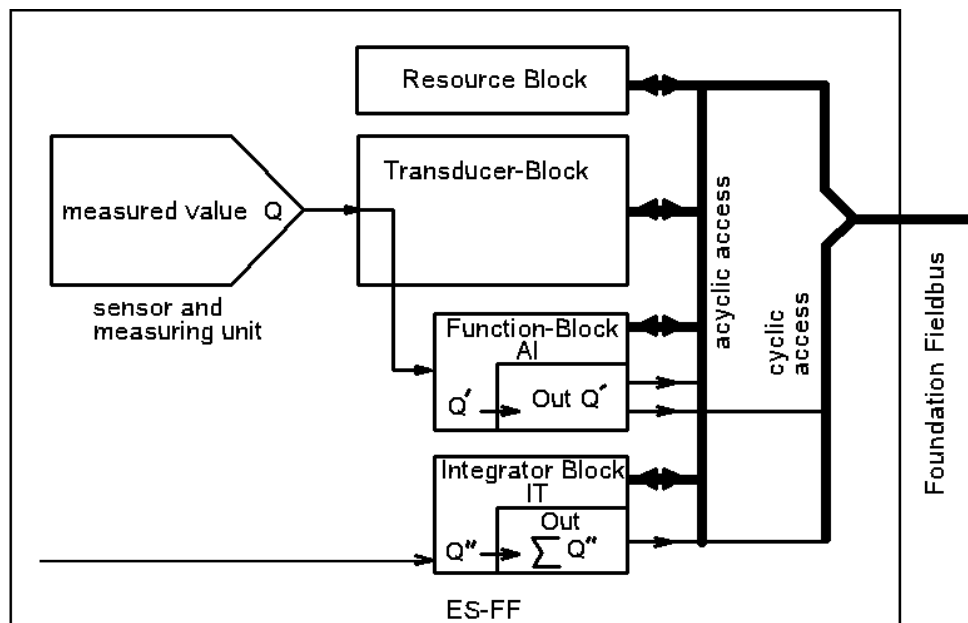 Resource Block
Transducer-Block
measured value Q
sensor and
measuring unit
Function-Block
AI
Q′
Out Q′
Integrator Block
IT
Q″
Out
∑ Q″
acyclic access
cyclic
access
Foundation Fieldbus
ES-FF